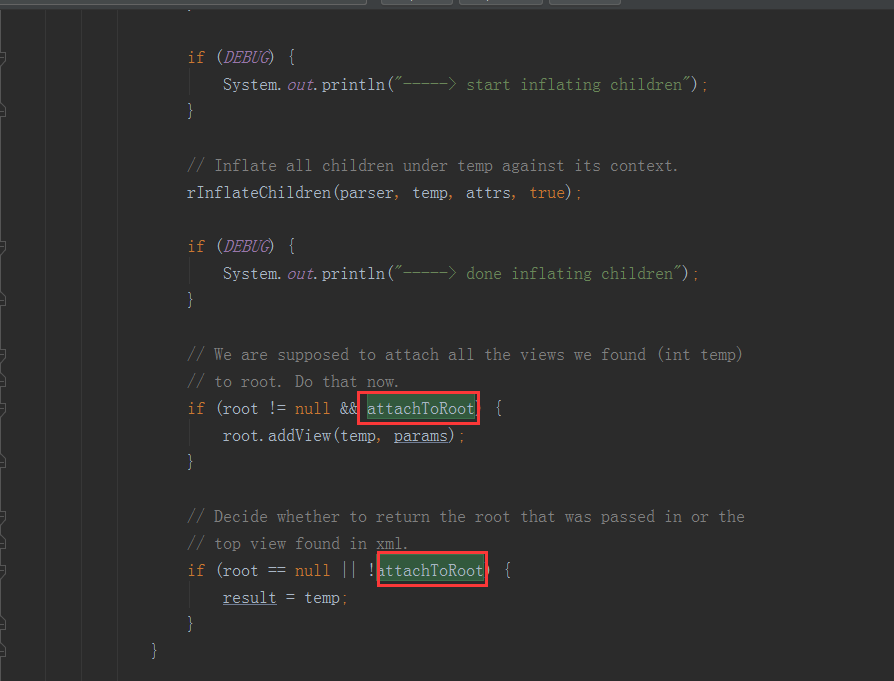 if (DEBUG) {
System.out.println("-----> start inflating children");
}
// Inflate all children under temp against its context.
rInflateChildren(parser, temp, attrs, true);
if (DEBUG) {
System.out.println("-----> done inflating children");
}
// We are supposed to attach all the views we found (int temp)
// to root. Do that now.
if (root != null && attachToRoot) {
root.addView(temp, params);
}
// Decide whether to return the root that was passed in or the
// top view found in xml.
if (root == null || !attachToRoot) {
result = temp;
}
}